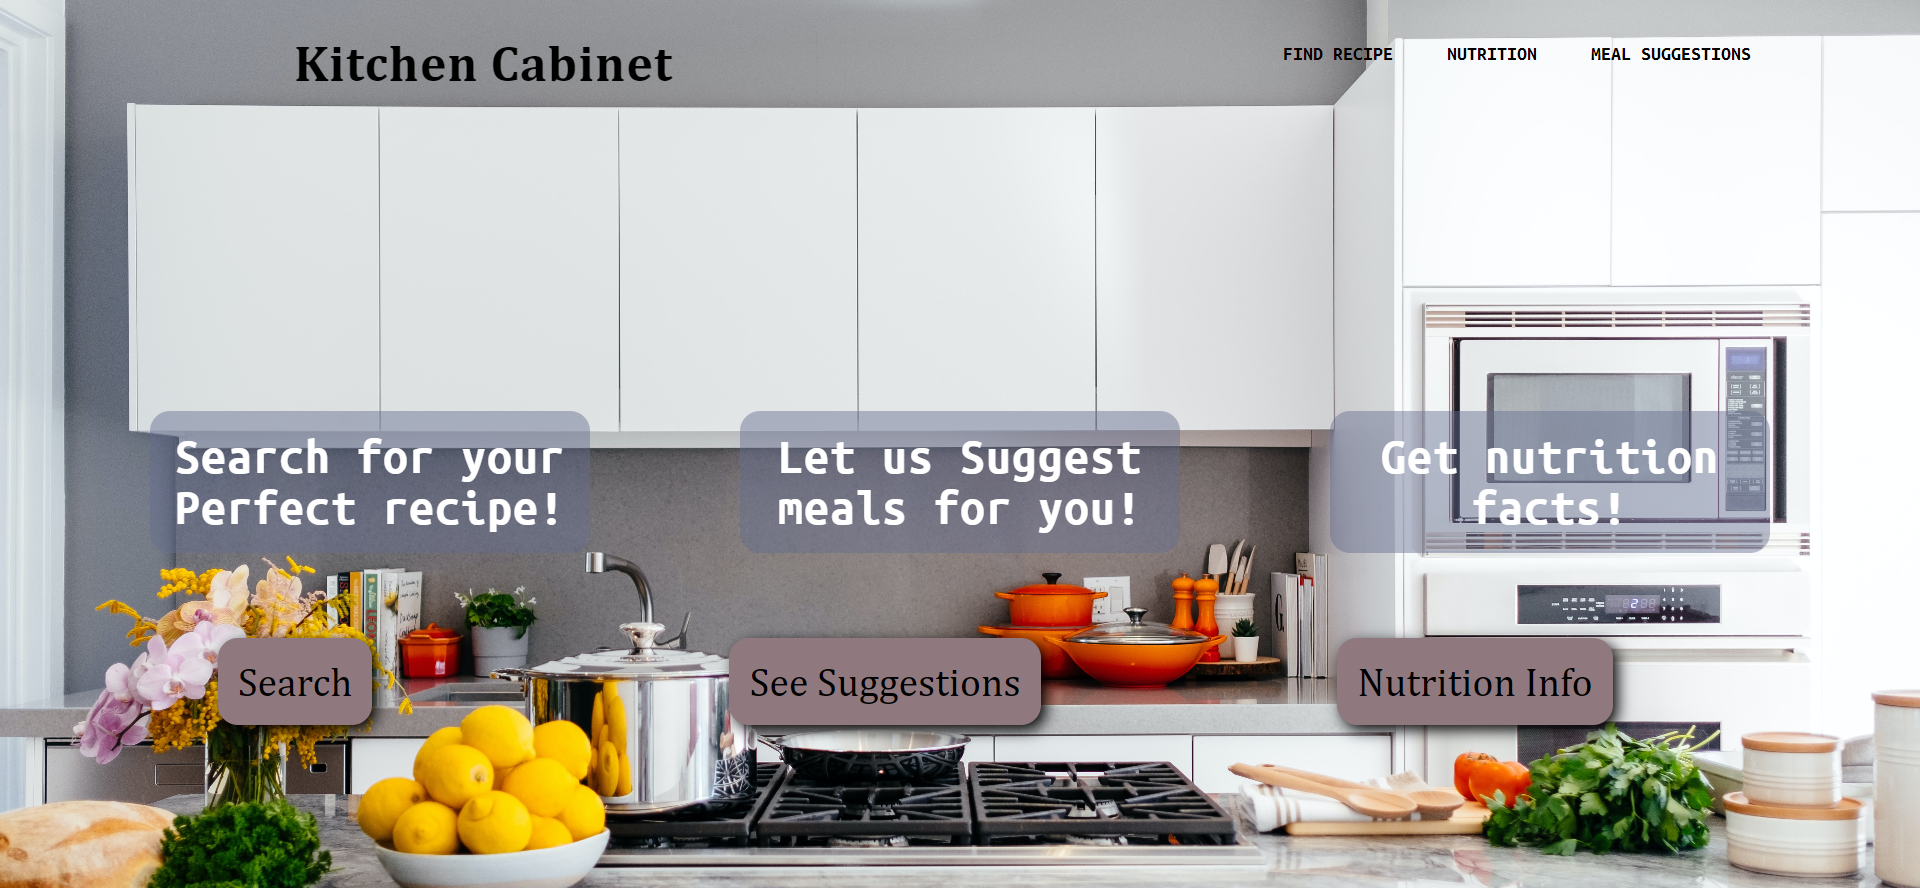 Kitchen Cabinet
FIND RECIPE
NUTRITION
MEAL SUGGESTIONS
Search for your
Perfect recipe!
Let us Suggest
meals for you!
Get nutrition
facts!
Search
See Suggestions
Nutrition Info